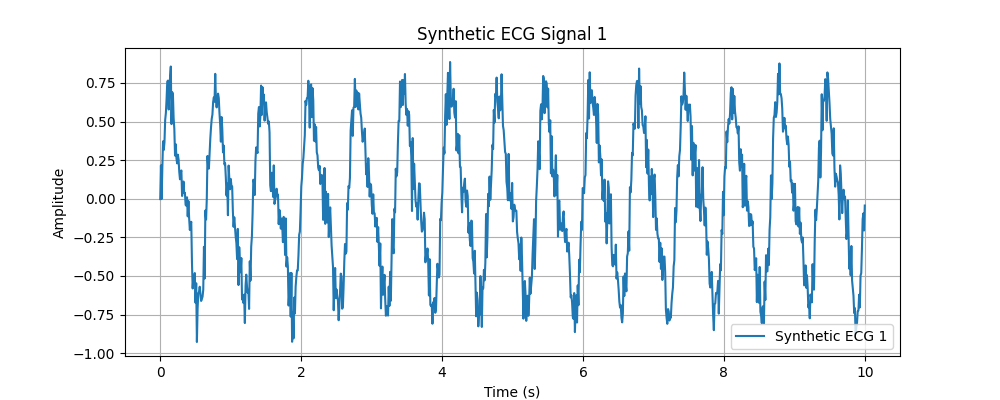 Synthetic ECG Signal 1
Amplitude
0.75
0.50
0.25
0.00
−0.25
−0.50
−0.75
−1.00
Synthetic ECG 1
0 2 4 6 8 10
Time (s)